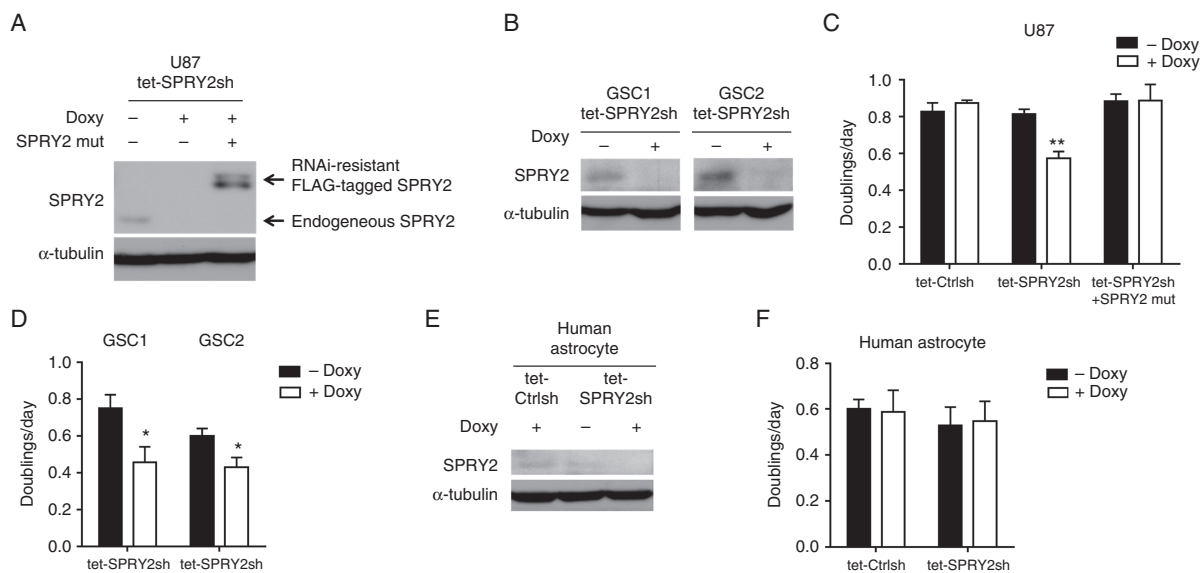 A
U87
tet-SPRY2sh
Doxy – + +
SPRY2 mut – – +
SPRY2
RNAi-resistant
FLAG-tagged SPRY2
Endogeneous SPRY2
α-tubulin
B
GSC1 GSC2
tet-SPRY2sh tet-SPRY2sh
Doxy – + – +
SPRY2
α-tubulin
C
U87
– Doxy
+ Doxy
Doublings/day
1.0
0.8
0.6
0.4
0.2
0.0
**
tet-Ctrlsh tet-SPRY2sh tet-SPRY2sh
+SPRY2 mut
D
GSC1 GSC2
– Doxy
+ Doxy
Doublings/day
1.0
0.8
0.6
0.4
0.2
0.0
* *
tet-SPRY2sh tet-SPRY2sh
E
Human
astrocyte
tet- tet-
Ctrlsh SPRY2sh
Doxy + – +
SPRY2
α-tubulin
F
Human astrocyte
– Doxy
+ Doxy
Doublings/day
0.8
0.6
0.4
0.2
0.0
tet-Ctrlsh tet-SPRY2sh